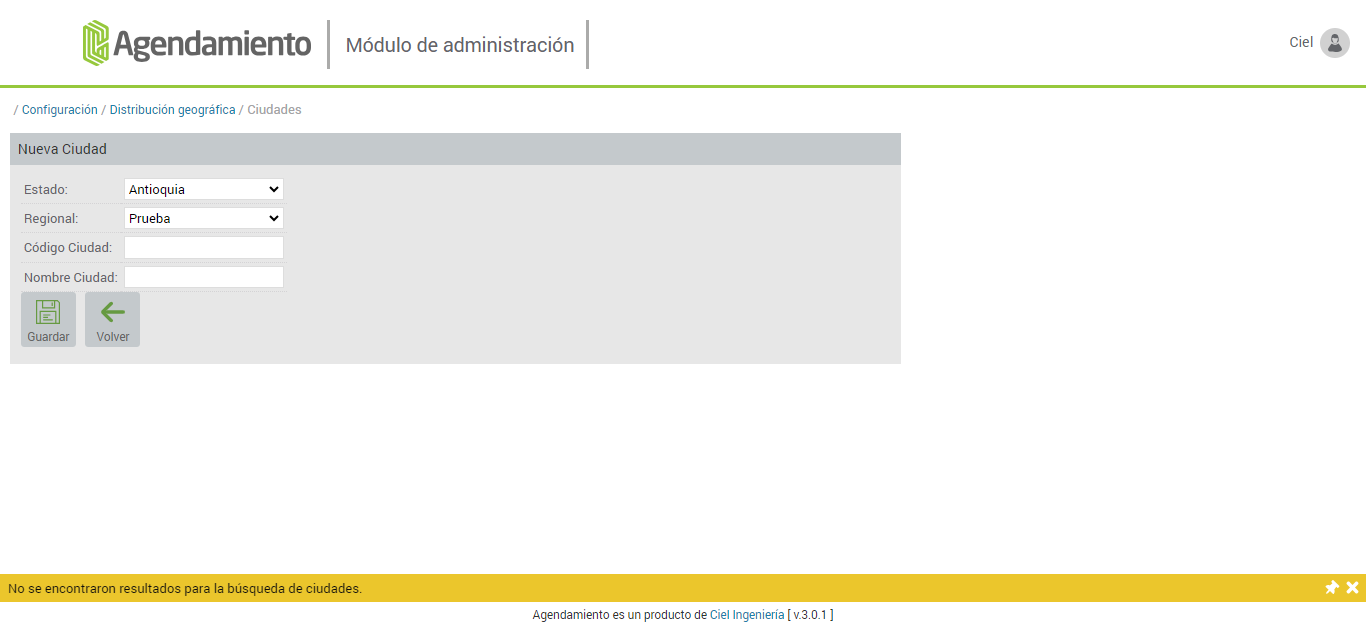 Agendamiento
Módulo de administración
Ciel
/ Configuración / Distribución geográfica / Ciudades
Nueva Ciudad
Estado: Antioquia
Regional: Prueba
Código Ciudad:
Nombre Ciudad:
Guardar Volver
No se encontraron resultados para la búsqueda de ciudades.
Agendamiento es un producto de Ciel Ingeniería [ v.3.0.1 ]